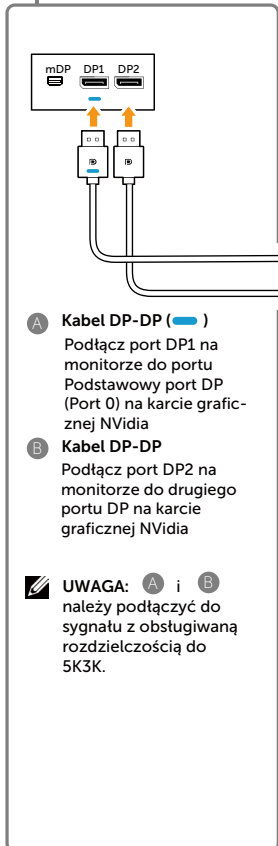 mDP DP1 DP2
A Kabel DP-DP ( )
Podłącz port DP1 na
monitorze do portu
Podstawowy port DP
(Port 0) na karcie grafic-
znej NVidia
B Kabel DP-DP
Podłącz port DP2 na
monitorze do drugiego
portu DP na karcie
graficznej NVidia
UWAGA: A i B
należy podłączyć do
sygnału z obsługiwaną
rozdzielczością do
5K3K.